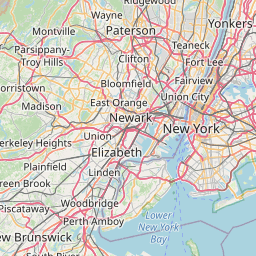 Ridgewood
Wayne
Yonkers
Montville
Paterson
Teaneck
Parsippany-
Troy Hills
Clifton
Fort Lee
Bloomfield
Fairview
Morristown
East Orange
Union City
Madison
Newark
New York
Union
Berkeley Heights
Elizabeth
Plainfield
Linden
Green Brook
Woodbridge
Piscataway
Lower
New York
Bay
Perth Amboy
New Brunswick
South River